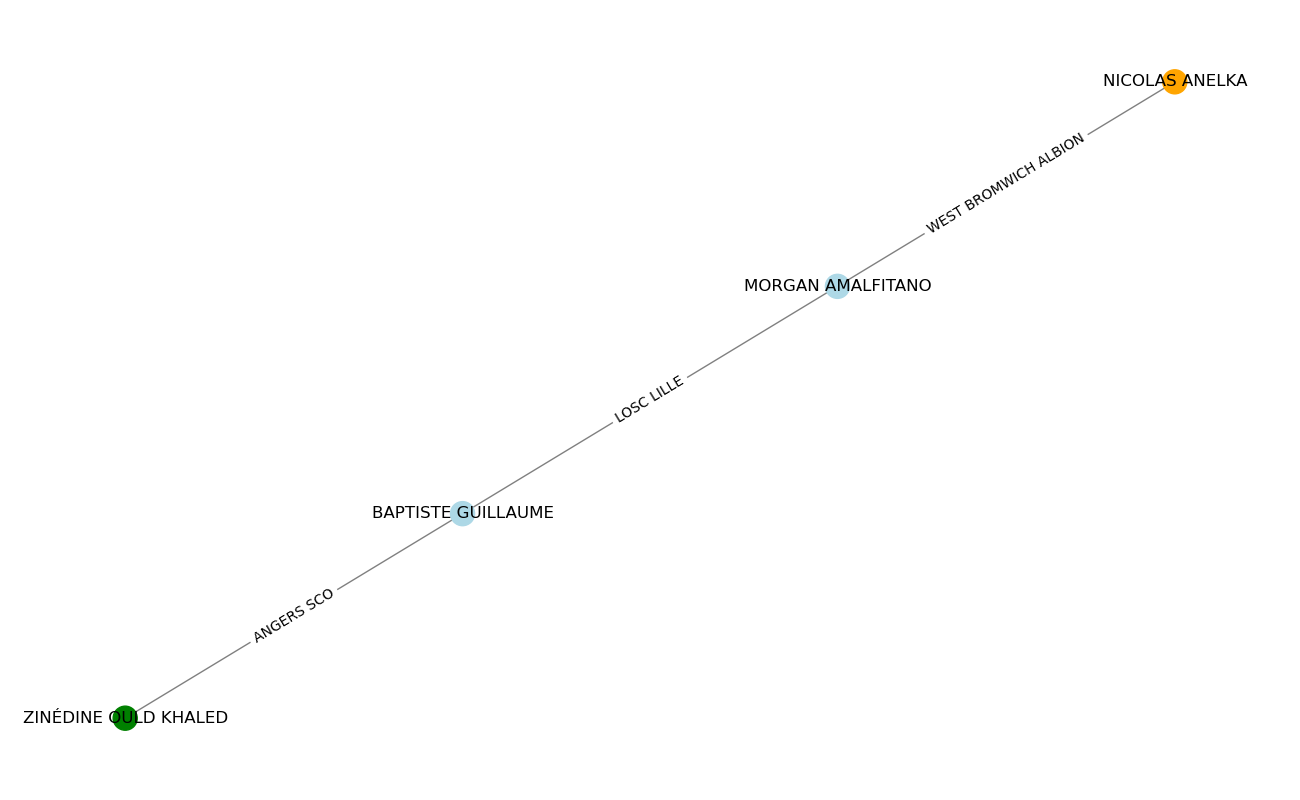 NICOLAS ANELKA
WEST BROMWICH ALBION
MORGAN AMALFITANO
LOSC LILLE
BAPTISTE GUILLAUME
ANGERS SCO
ZINÉDINE OULD KHALED